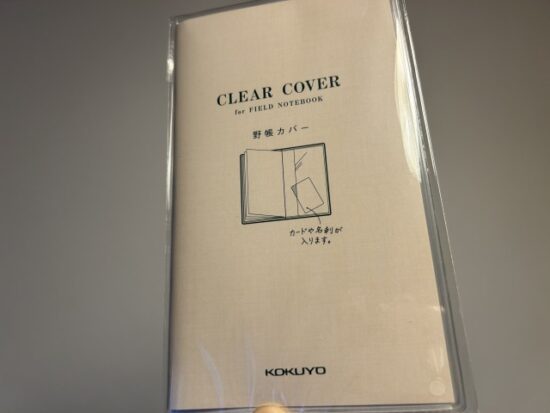 CLEAR COVER
for FIELD NOTEBOOK
野帳カバー
カードや名刺が
入ります。
KOKUYO